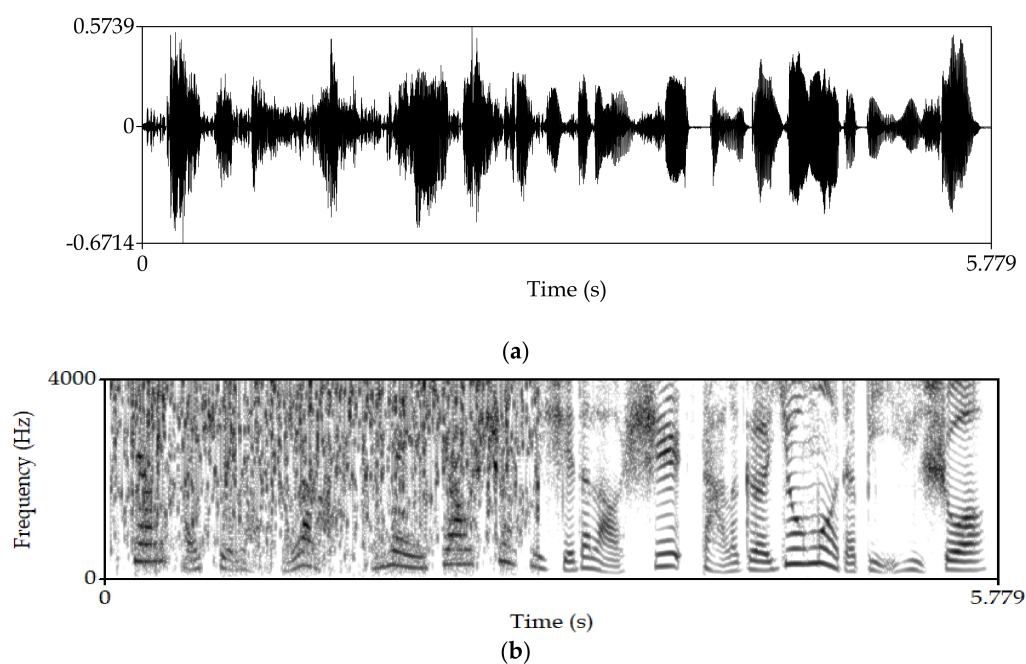 0.5739
0
-0.6714
0 5.779
Time (s)
(a)
4000
Frequency (Hz)
0
0 5.779
Time (s)
(b)